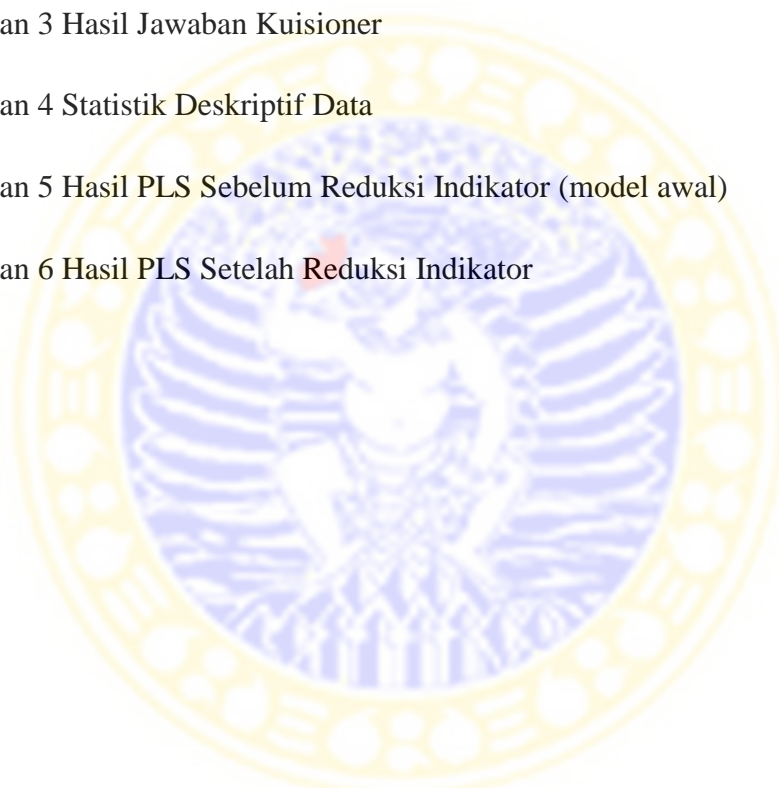 an 3 Hasil Jawaban Kuisioner
an 4 Statistik Deskriptif Data
an 5 Hasil PLS Sebelum Reduksi Indikator (model awal)
an 6 Hasil PLS Setelah Reduksi Indikator